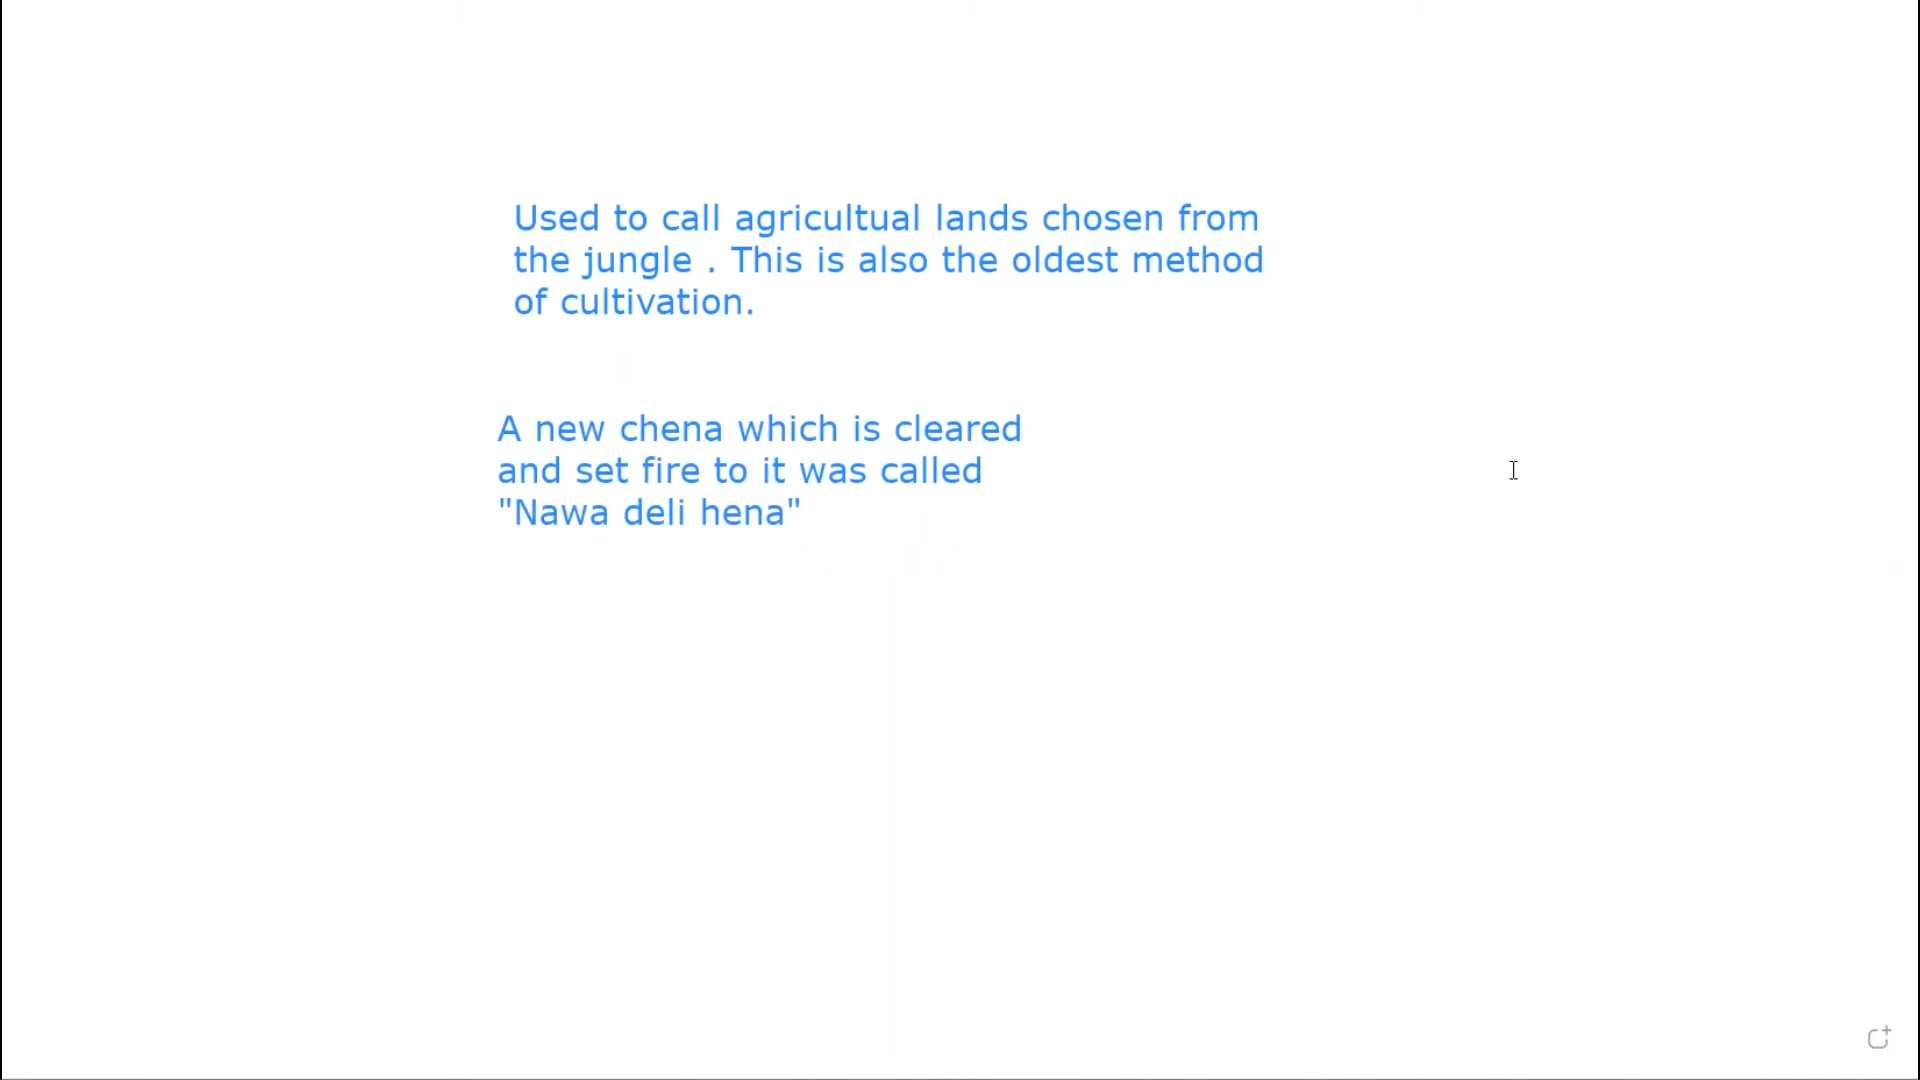 Used to call agricultual lands chosen from
the jungle . This is also the oldest method
of cultivation.
A new chena which is cleared
and set fire to it was called
"Nawa deli hena"